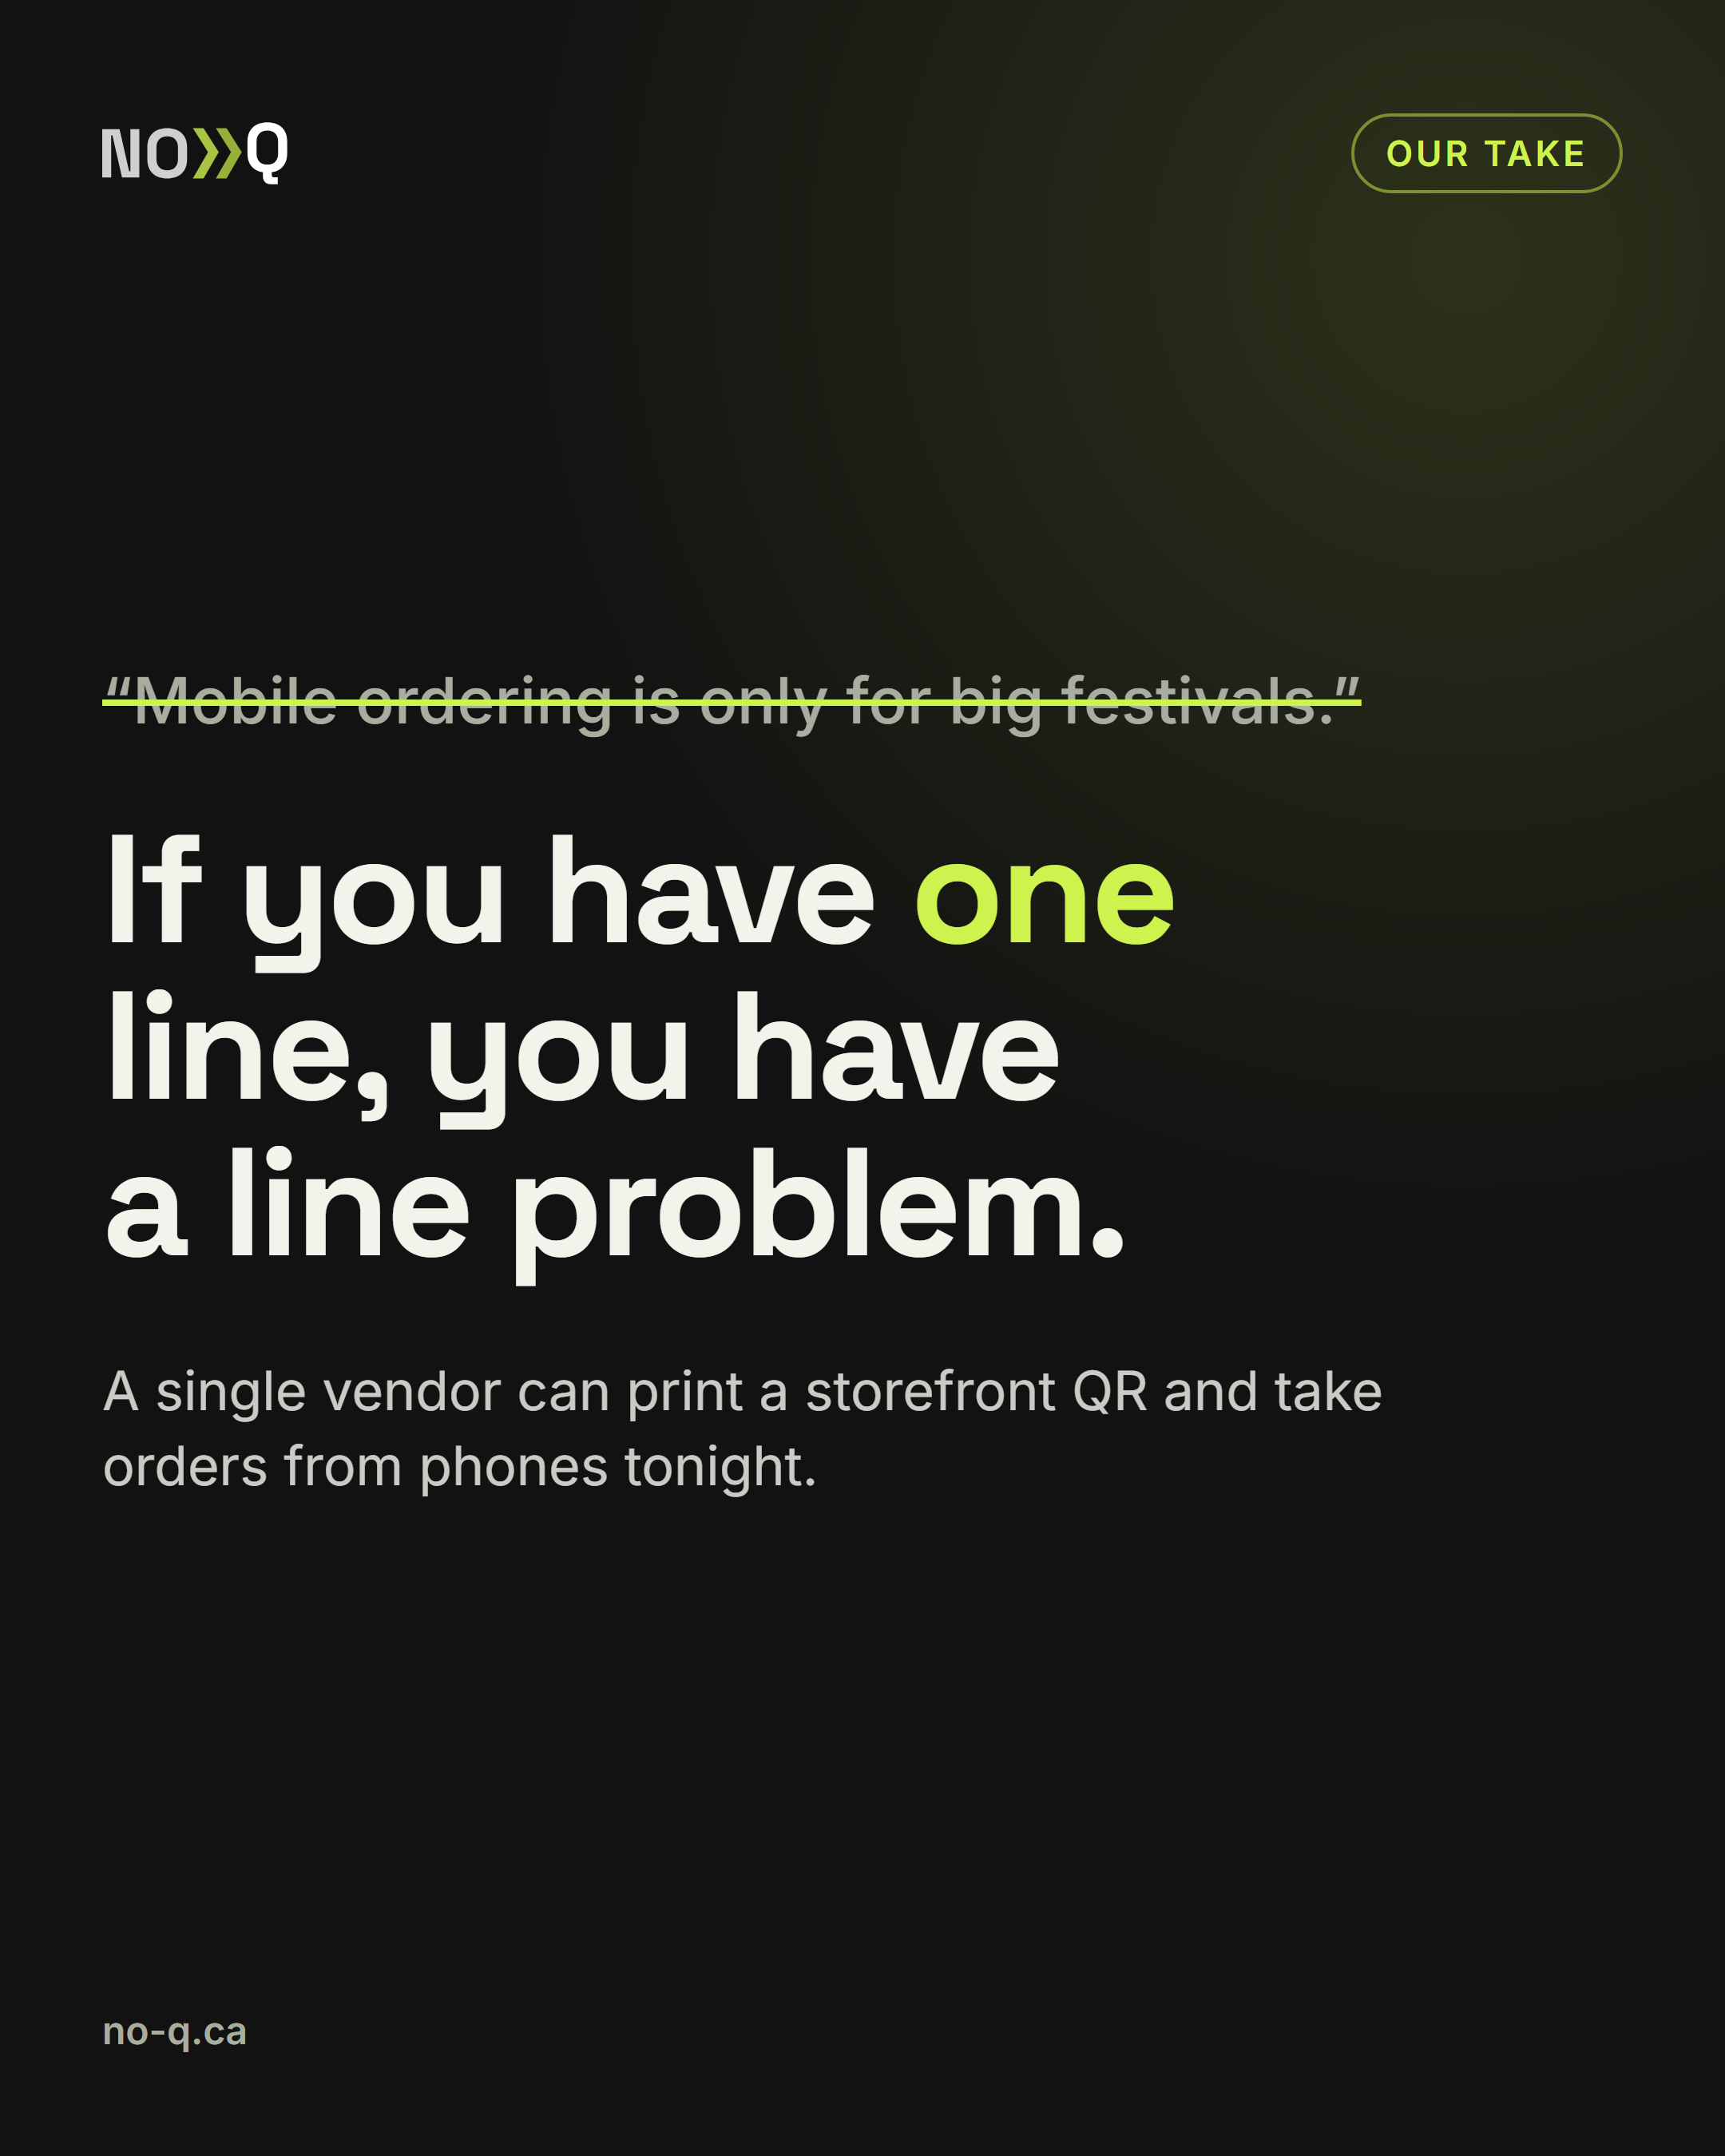 NO»Q
OUR TAKE
“Mobile ordering is only for big festivals.”
If you have one
line, you have
a line problem.
A single vendor can print a storefront QR and take
orders from phones tonight.
no-q.ca